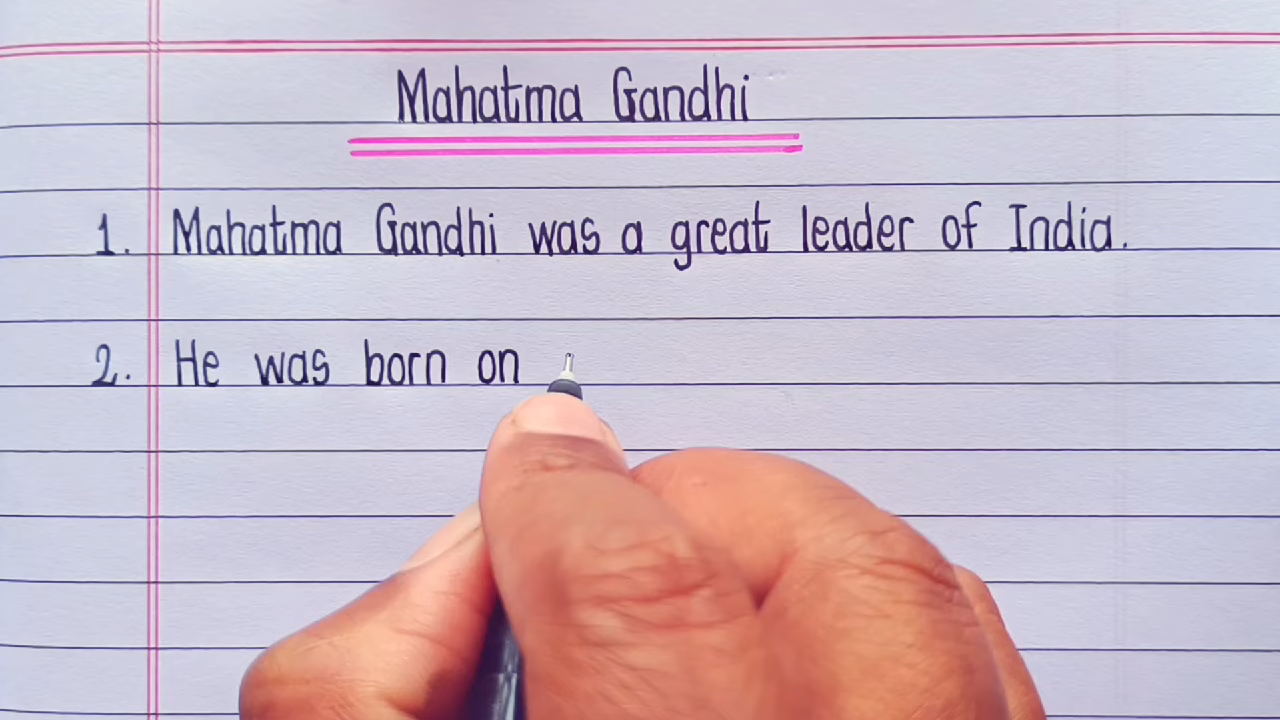 Mahatma Gandhi
1. Mahatma Gandhi was a great leader of India.
2. He was born on